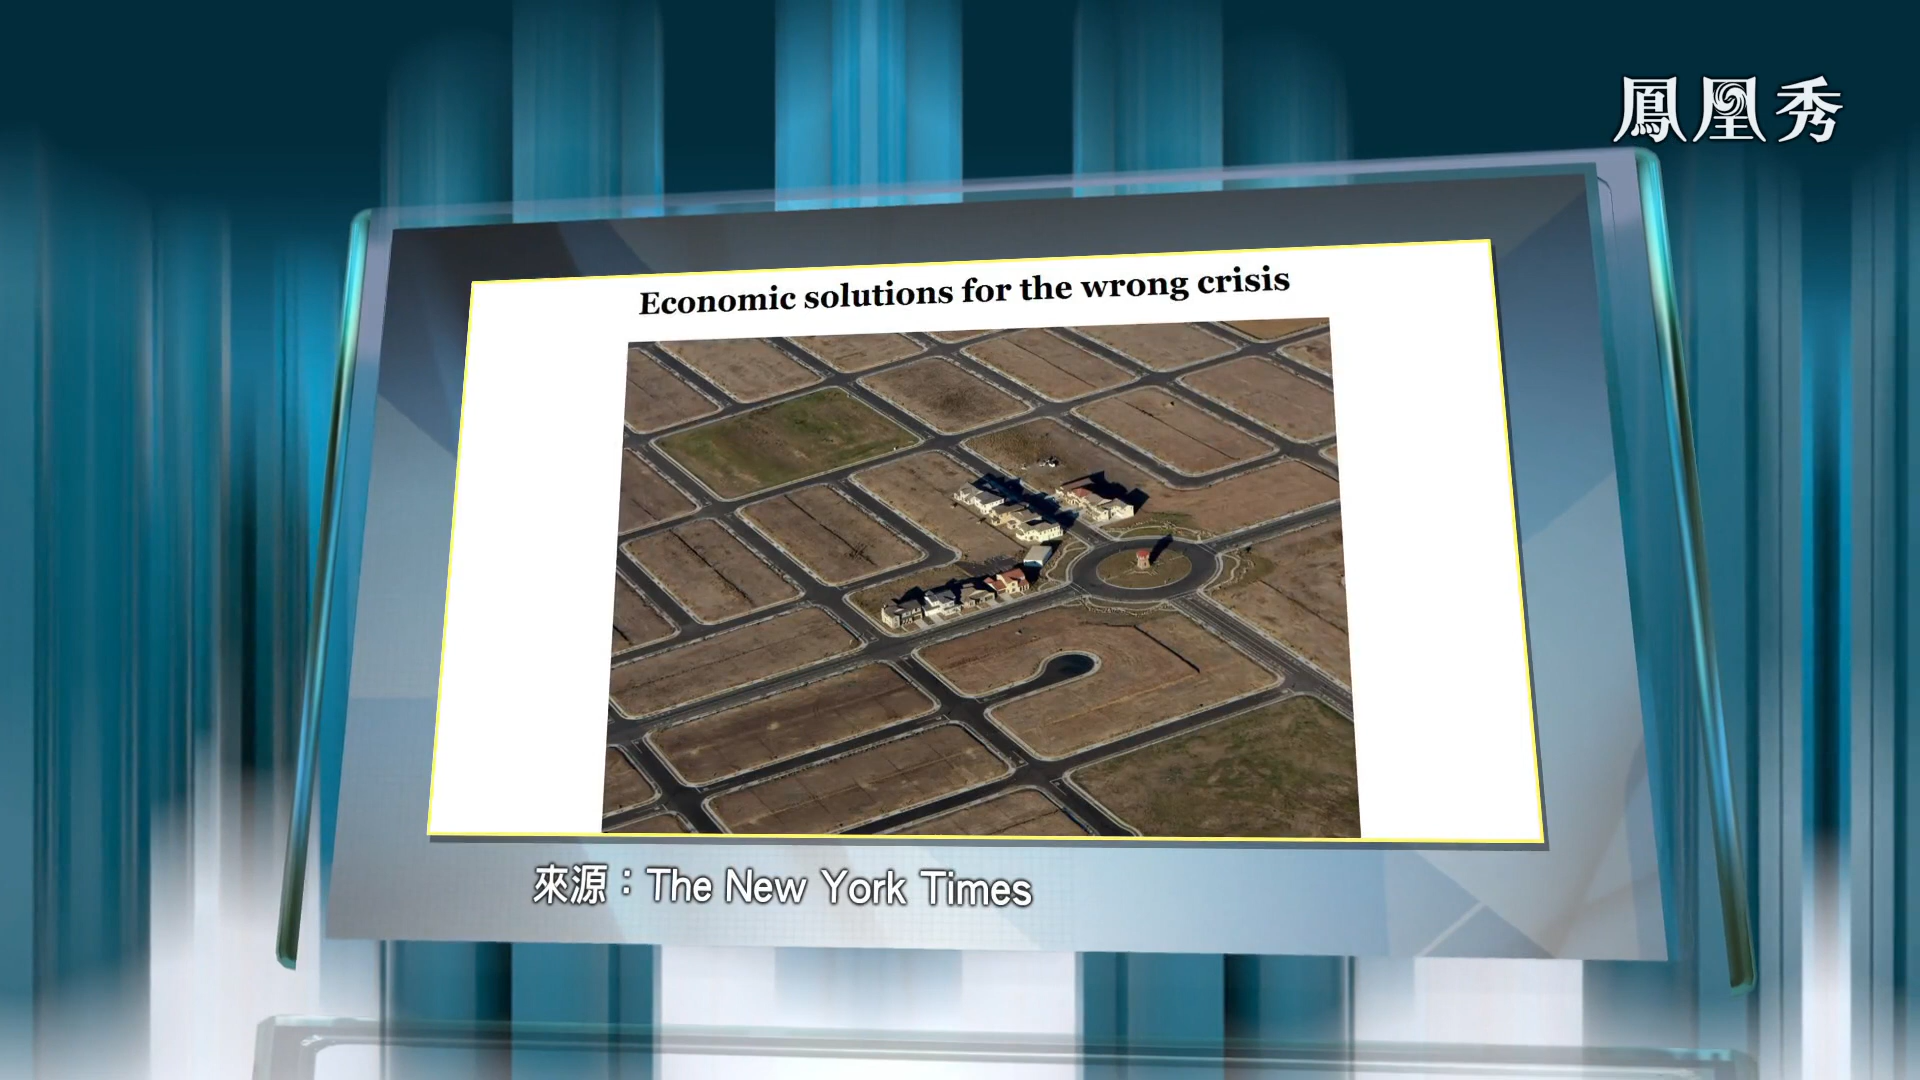 鳳凰秀
Economic solutions for the wrong crisis
來源：The New York Times